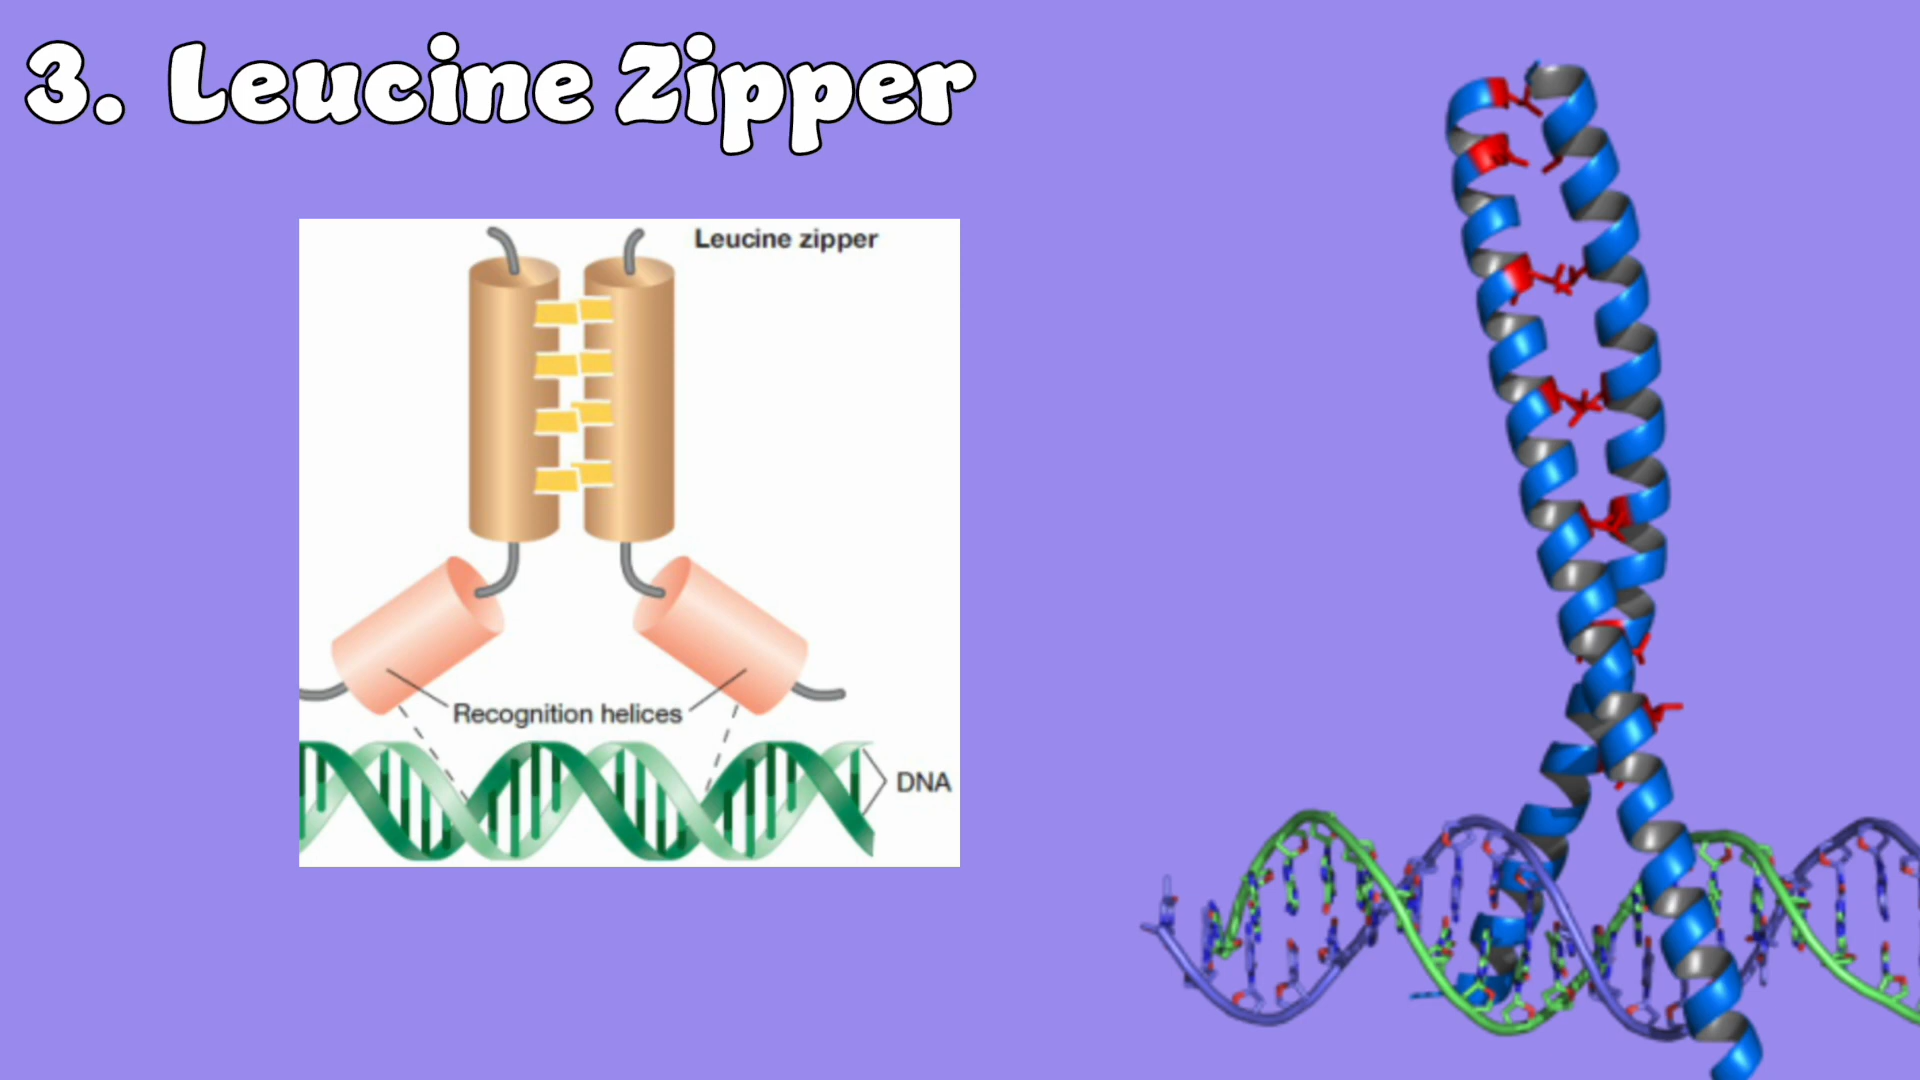 3. Leucine Zipper
Leucine zipper
Recognition helices
DNA